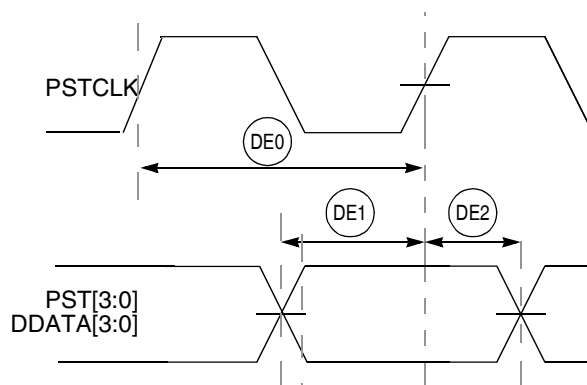 PSTCLK
DE0
DE1
DE2
PST[3:0]
DDATA[3:0]